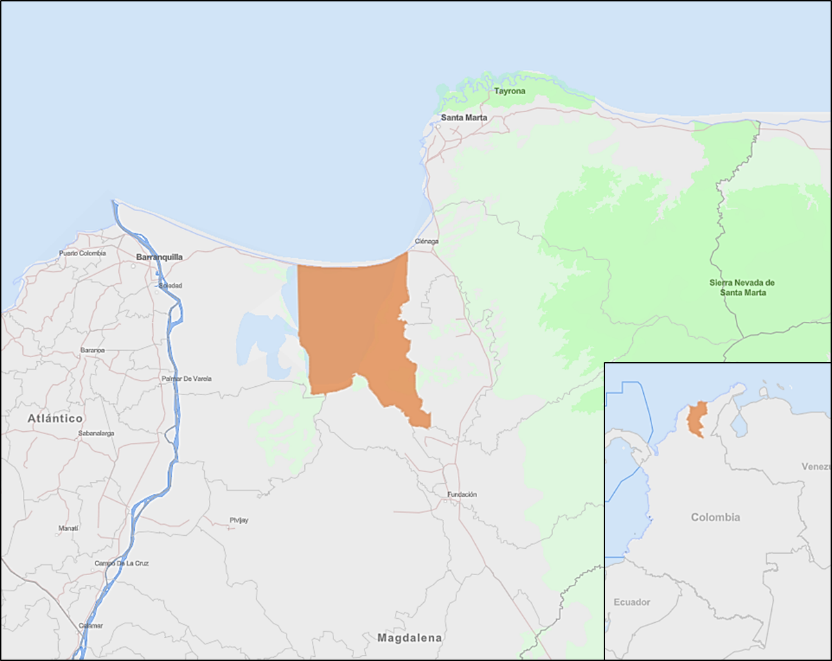 Tayrona
Santa Marta
Ciénaga
Puerto Colombia
Barranquilla
Soledad
Sierra Nevada de
Santa Marta
Baranoa
Palmar De Varela
Atlántico
Sabanalarga
Fundación
Pivijay
Manatí
Campo De La Cruz
Calamar
Magdalena
Venez
Colombia
Ecuador